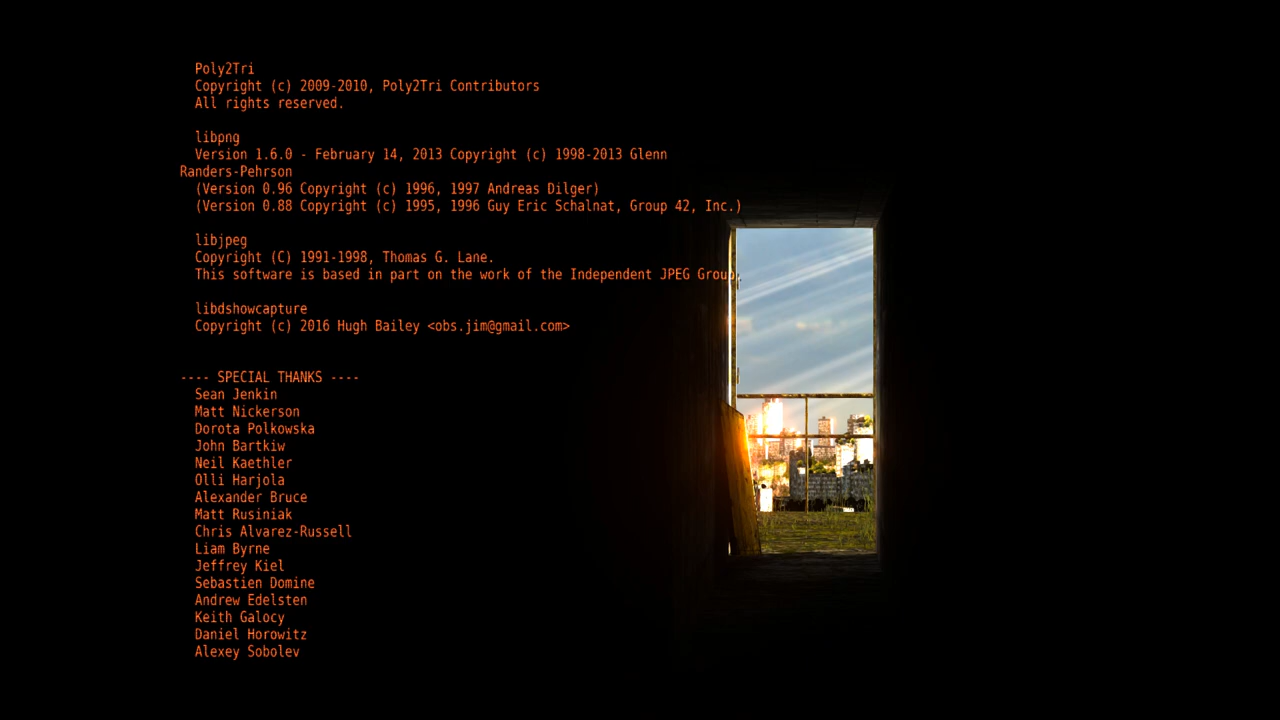 Poly2Tri
Copyright (c) 2009-2010, Poly2Tri Contributors
All rights reserved.
libpng
Version 1.6.0 - February 14, 2013 Copyright (c) 1998-2013 Glenn
Randers-Pehrson
(Version 0.96 Copyright (c) 1996, 1997 Andreas Dilger)
(Version 0.88 Copyright (c) 1995, 1996 Guy Eric Schalnat, Group 42, Inc.)
libjpeg
Copyright (C) 1991-1998, Thomas G. Lane.
This software is based in part on the work of the Independent JPEG Group.
libdshowcapture
Copyright (c) 2016 Hugh Bailey <obs.jim@gmail.com>
---- SPECIAL THANKS ----
Sean Jenkin
Matt Nickerson
Dorota Polkowska
John Bartkiw
Neil Kaethler
Olli Harjola
Alexander Bruce
Matt Rusiniak
Chris Alvarez-Russell
Liam Byrne
Jeffrey Kiel
Sebastien Domine
Andrew Edelsten
Keith Galocy
Daniel Horowitz
Alexey Sobolev